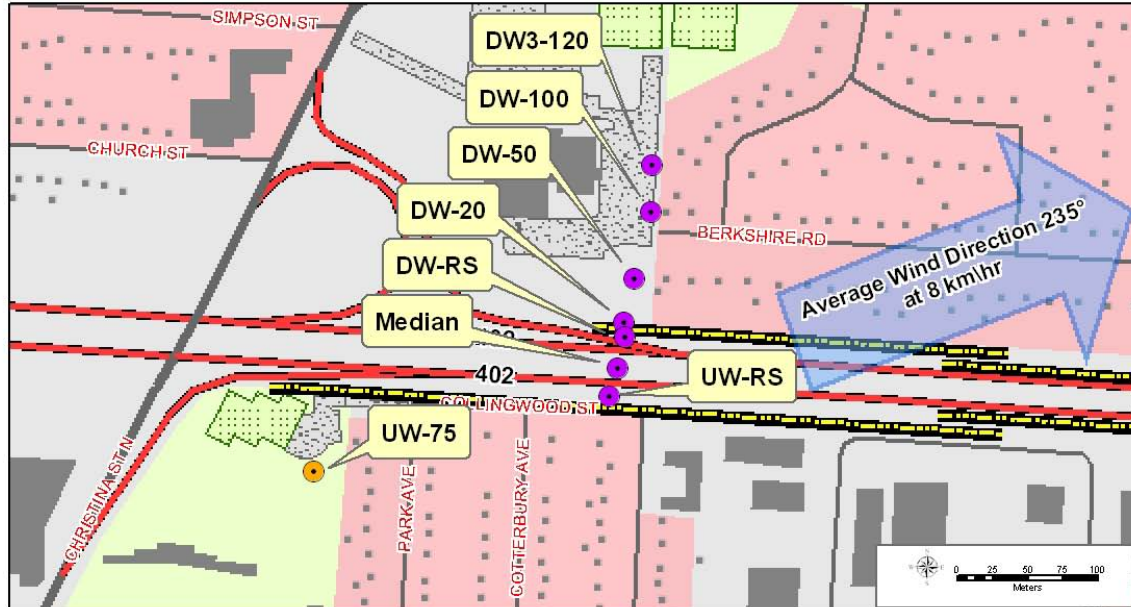 SIMPSON ST
DW3-120
DW-100
CHURCH ST
DW-50
DW-20
BERKSHIRE RD
DW-RS
Average Wind Direction 235°
at 8 km\hr
Median
402
UW-RS
COLLINGWOOD ST
UW-75
CHRISTINA ST N
PARK AVE
COTTERBURY AVE
0 25 50 100
Meters